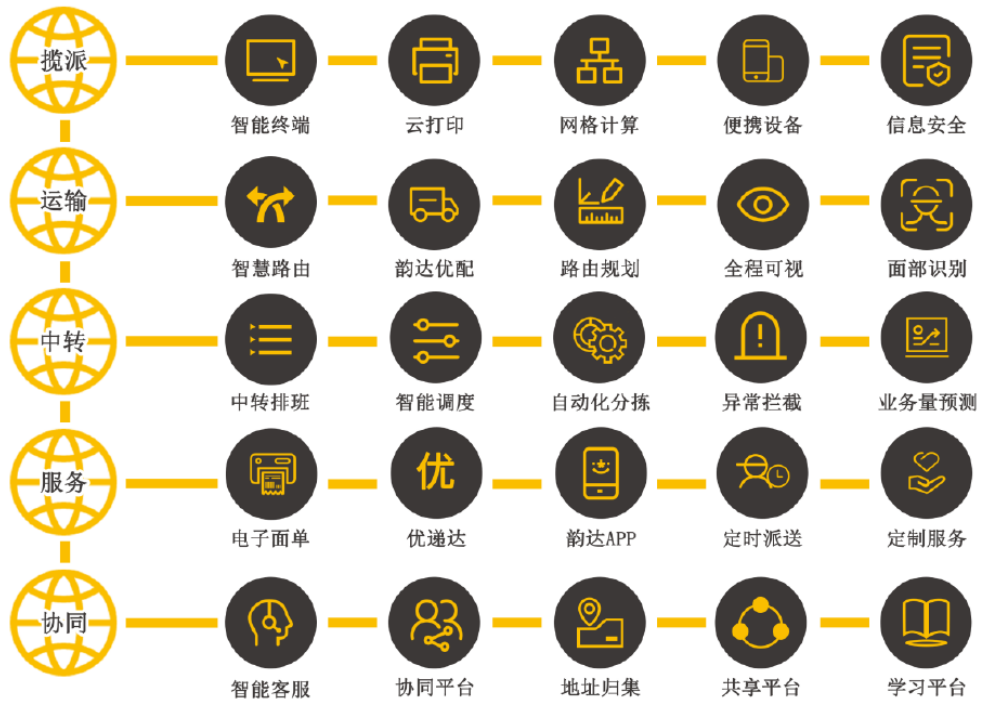 揽派
智能终端 云打印 网格计算 便携设备 信息安全
运输
智慧路由 韵达优配 路由规划 全程可视 面部识别
中转
中转排班 智能调度 自动化分拣 异常拦截 业务量预测
服务
优
电子面单 优递达 韵达APP 定时派送 定制服务
协同
智能客服 协同平台 地址归集 共享平台 学习平台